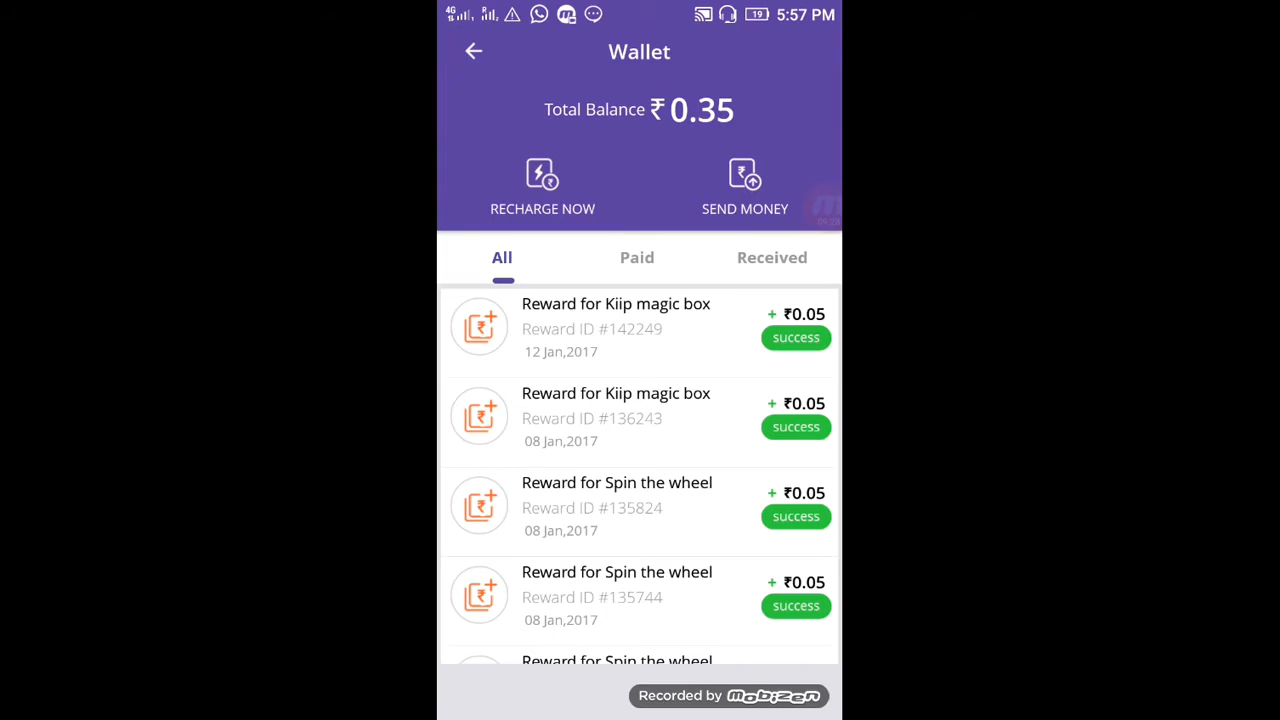 4G R 19 5:57 PM
Wallet
Total Balance ₹ 0.35
RECHARGE NOW SEND MONEY
09:28
All Paid Received
Reward for Kiip magic box
+ ₹0.05
Reward ID #142249
success
12 Jan,2017
Reward for Kiip magic box
+ ₹0.05
Reward ID #136243
success
08 Jan,2017
Reward for Spin the wheel
+ ₹0.05
Reward ID #135824
success
08 Jan,2017
Reward for Spin the wheel
+ ₹0.05
Reward ID #135744
success
08 Jan,2017
Reward for Spin the wheel
Recorded by mobizen